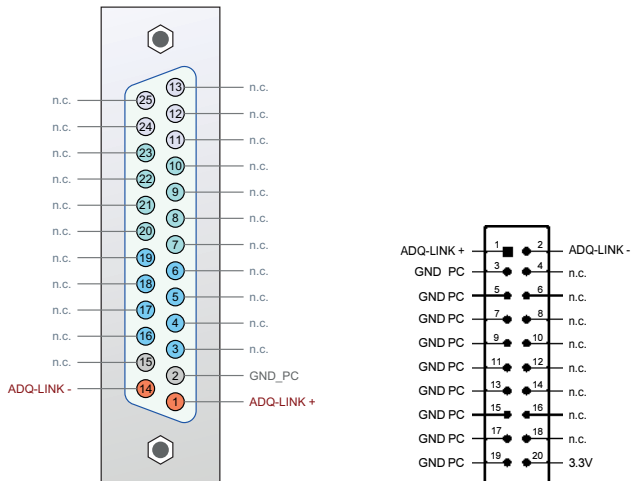 13 n.c.
n.c. 25
12 n.c.
n.c. 24
11 n.c.
n.c. 23
10 n.c.
n.c. 22
9 n.c.
n.c. 21
8 n.c.
n.c. 20
7 n.c.
n.c. 19
6 n.c.
n.c. 18
5 n.c.
n.c. 17
4 n.c.
n.c. 16
3 n.c.
n.c. 15
2 GND_PC
ADQ-LINK - 14
1 ADQ-LINK +
ADQ-LINK + 1 2 ADQ-LINK -
GND PC 3 4 n.c.
GND PC 5 6 n.c.
GND PC 7 8 n.c.
GND PC 9 10 n.c.
GND PC 11 12 n.c.
GND PC 13 14 n.c.
GND PC 15 16 n.c.
GND PC 17 18 n.c.
GND PC 19 20 3.3V